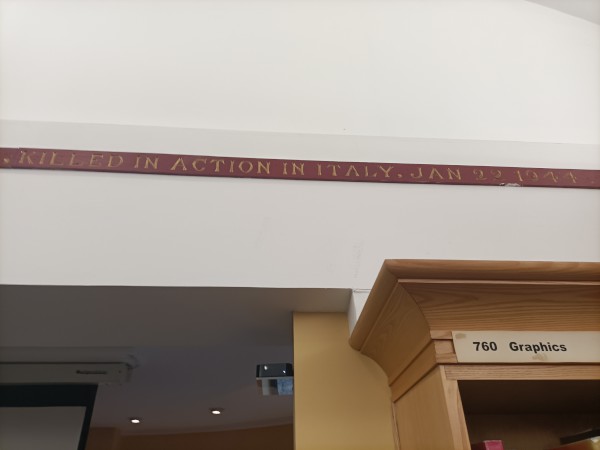 , KILLED IN ACTION IN ITALY, JAN 22 1944
760 Graphics